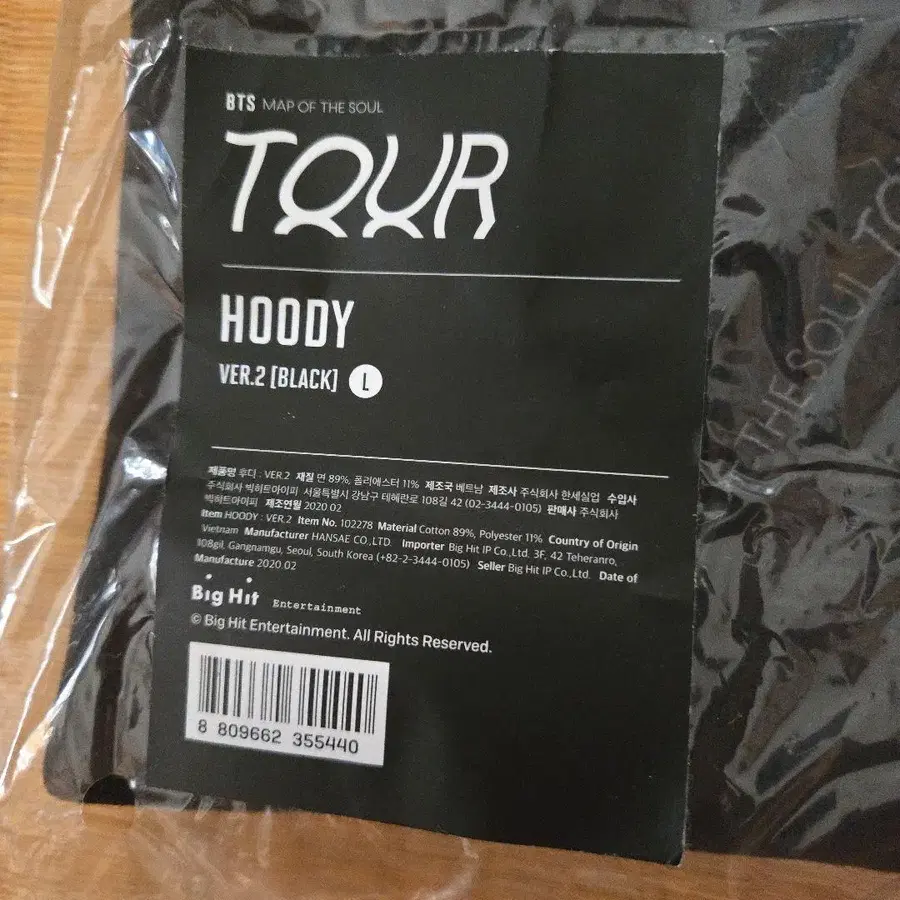 BTS MAP OF THE SOUL
TOUR
HOODY
VER.2 [BLACK] L
제품명 후디 : VER.2 재질 면 89%, 폴리에스터 11% 제조국 베트남 제조사 주식회사 한세실업 수입사
주식회사 빅히트아이피 서울특별시 강남구 테헤란로 108길 42 (02-3444-0105) 판매사 주식회사
빅히트아이피 제조연월 2020.02
Item HOODY : VER.2 Item No. 102278 Material Cotton 89%, Polyester 11% Country of Origin
Vietnam Manufacturer HANSAE CO.,LTD. Importer Big Hit IP Co.,Ltd. 3F, 42 Teheranro,
108gil, Gangnamgu, Seoul, South Korea (+82-2-3444-0105) Seller Big Hit IP Co.,Ltd. Date of
Manufacture 2020.02
Big Hit Entertainment
© Big Hit Entertainment. All Rights Reserved.
8 809662 355440
THE SOUL TO